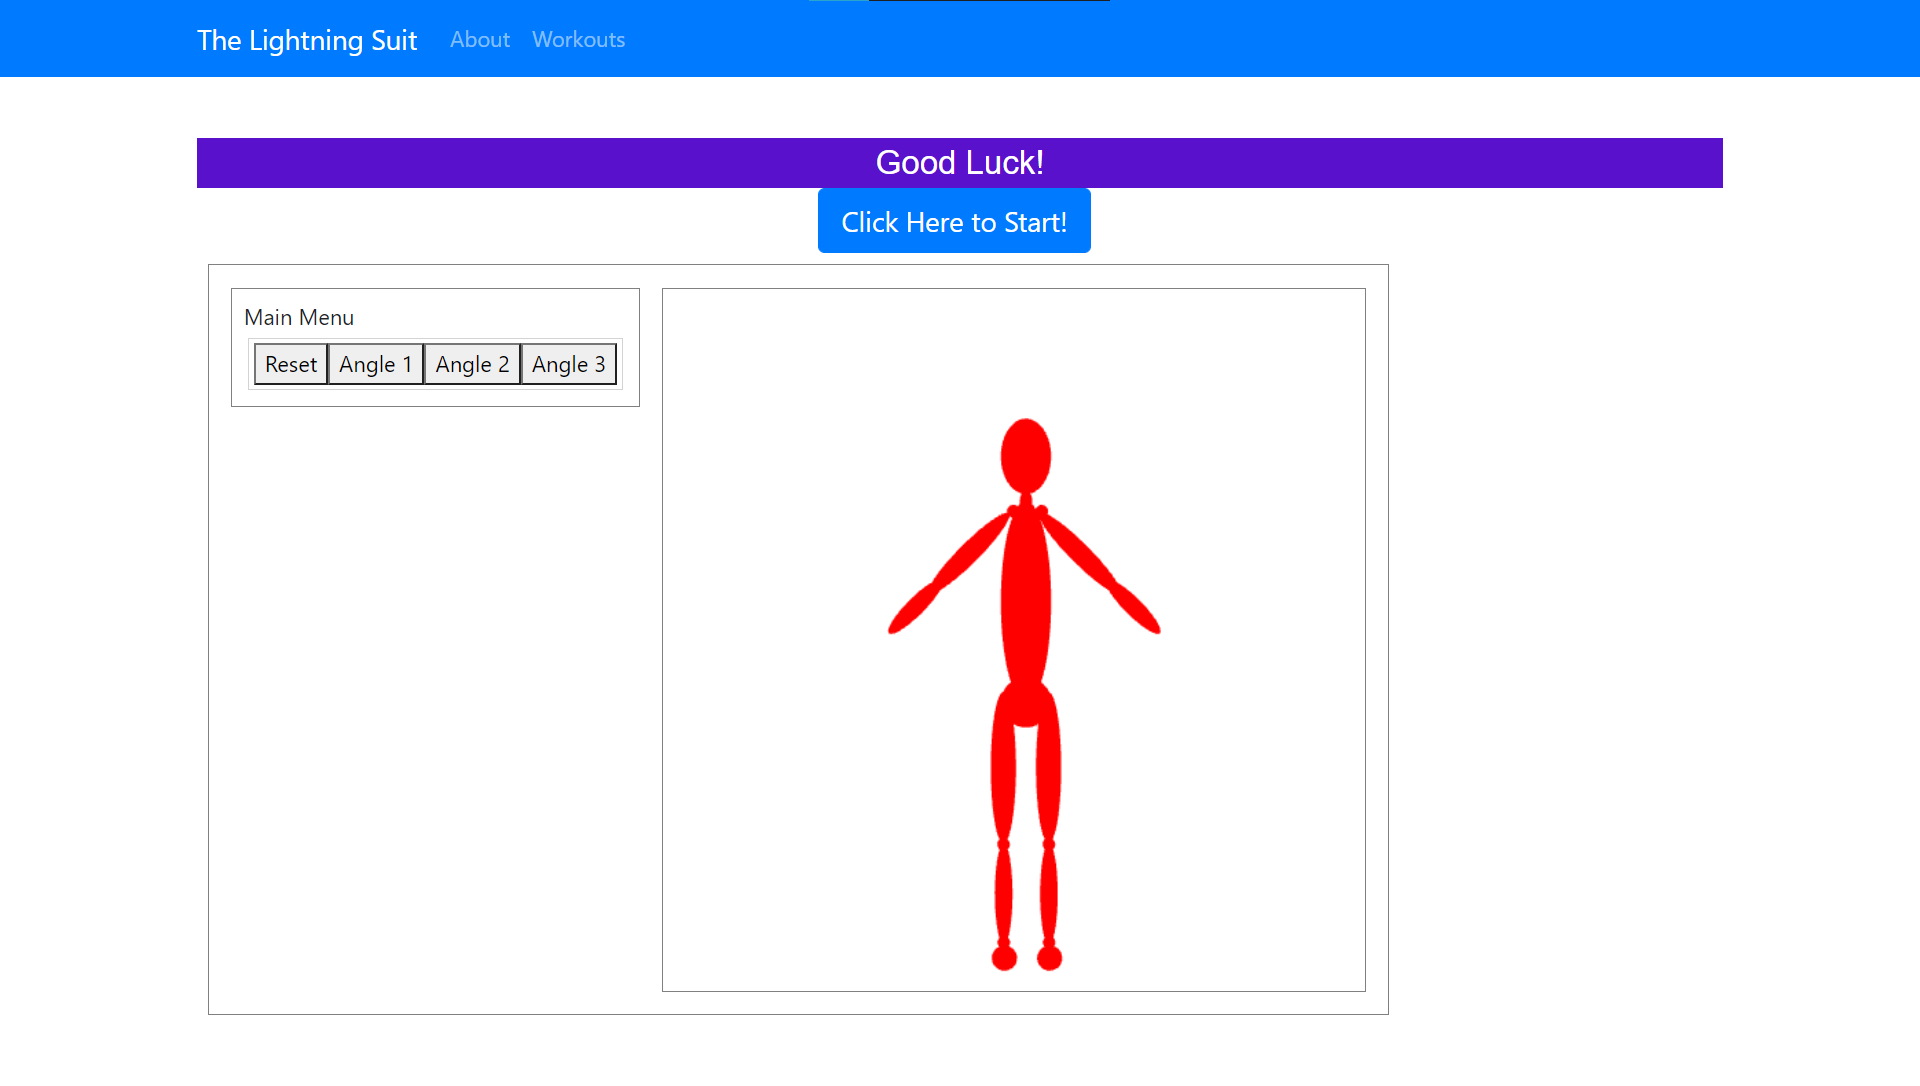 The Lightning Suit About Workouts
Good Luck!
Click Here to Start!
Main Menu
Reset Angle 1 Angle 2 Angle 3